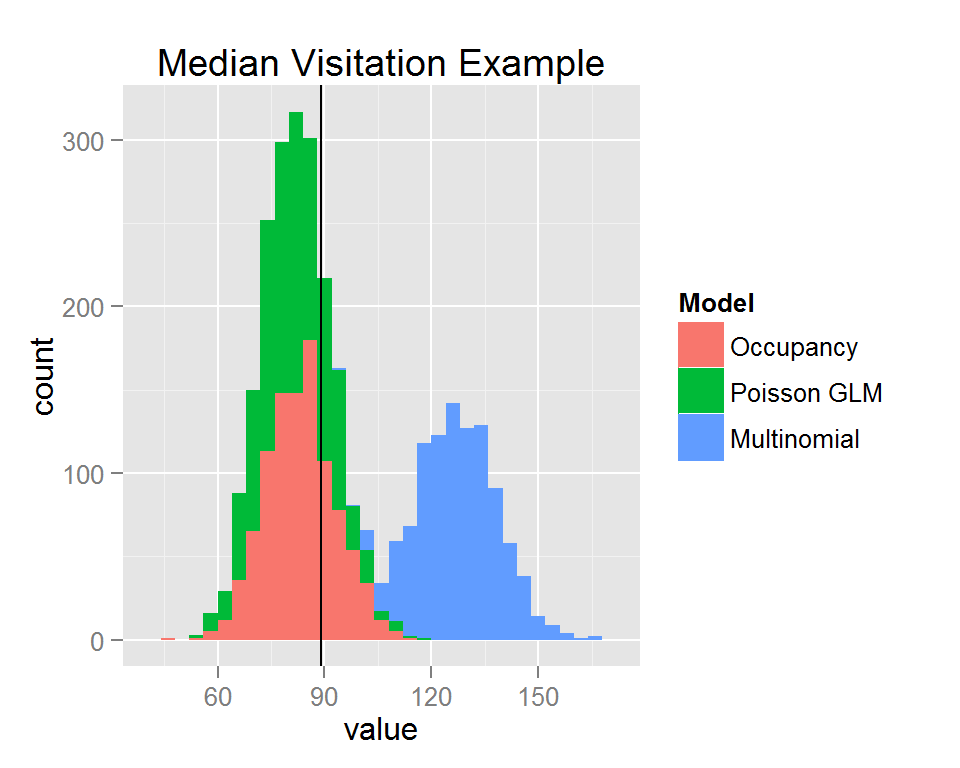 Median Visitation Example
300
200
100
0
count
60 90 120 150
value
Model
Occupancy
Poisson GLM
Multinomial